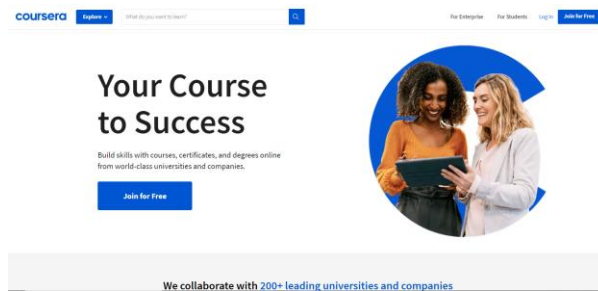 coursera
Explore
What do you want to learn?
For Enterprise
For Students
Log In
Join for Free
Your Course
to Success
Build skills with courses, certificates, and degrees online
from world-class universities and companies.
Join for Free
We collaborate with 200+ leading universities and companies